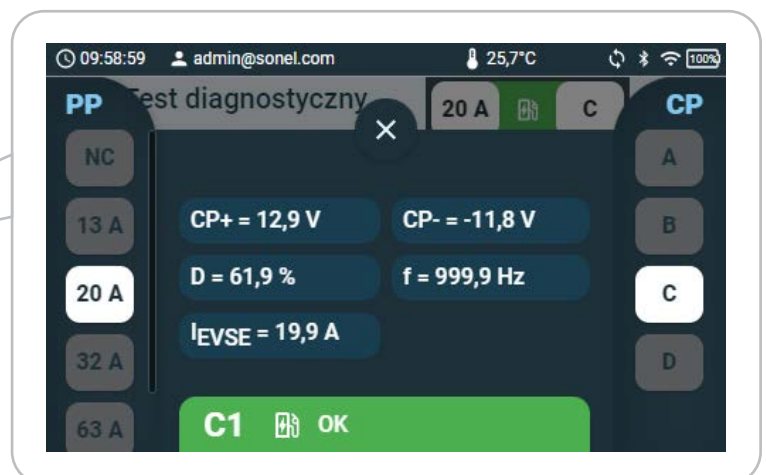 09:58:59 admin@sonel.com 25,7°C 100%
PP Test diagnostyczny 20 A C CP
NC A
13 A CP+ = 12,9 V CP- = -11,8 V B
20 A D = 61,9 % f = 999,9 Hz C
IEVSE = 19,9 A
32 A D
63 A C1 OK